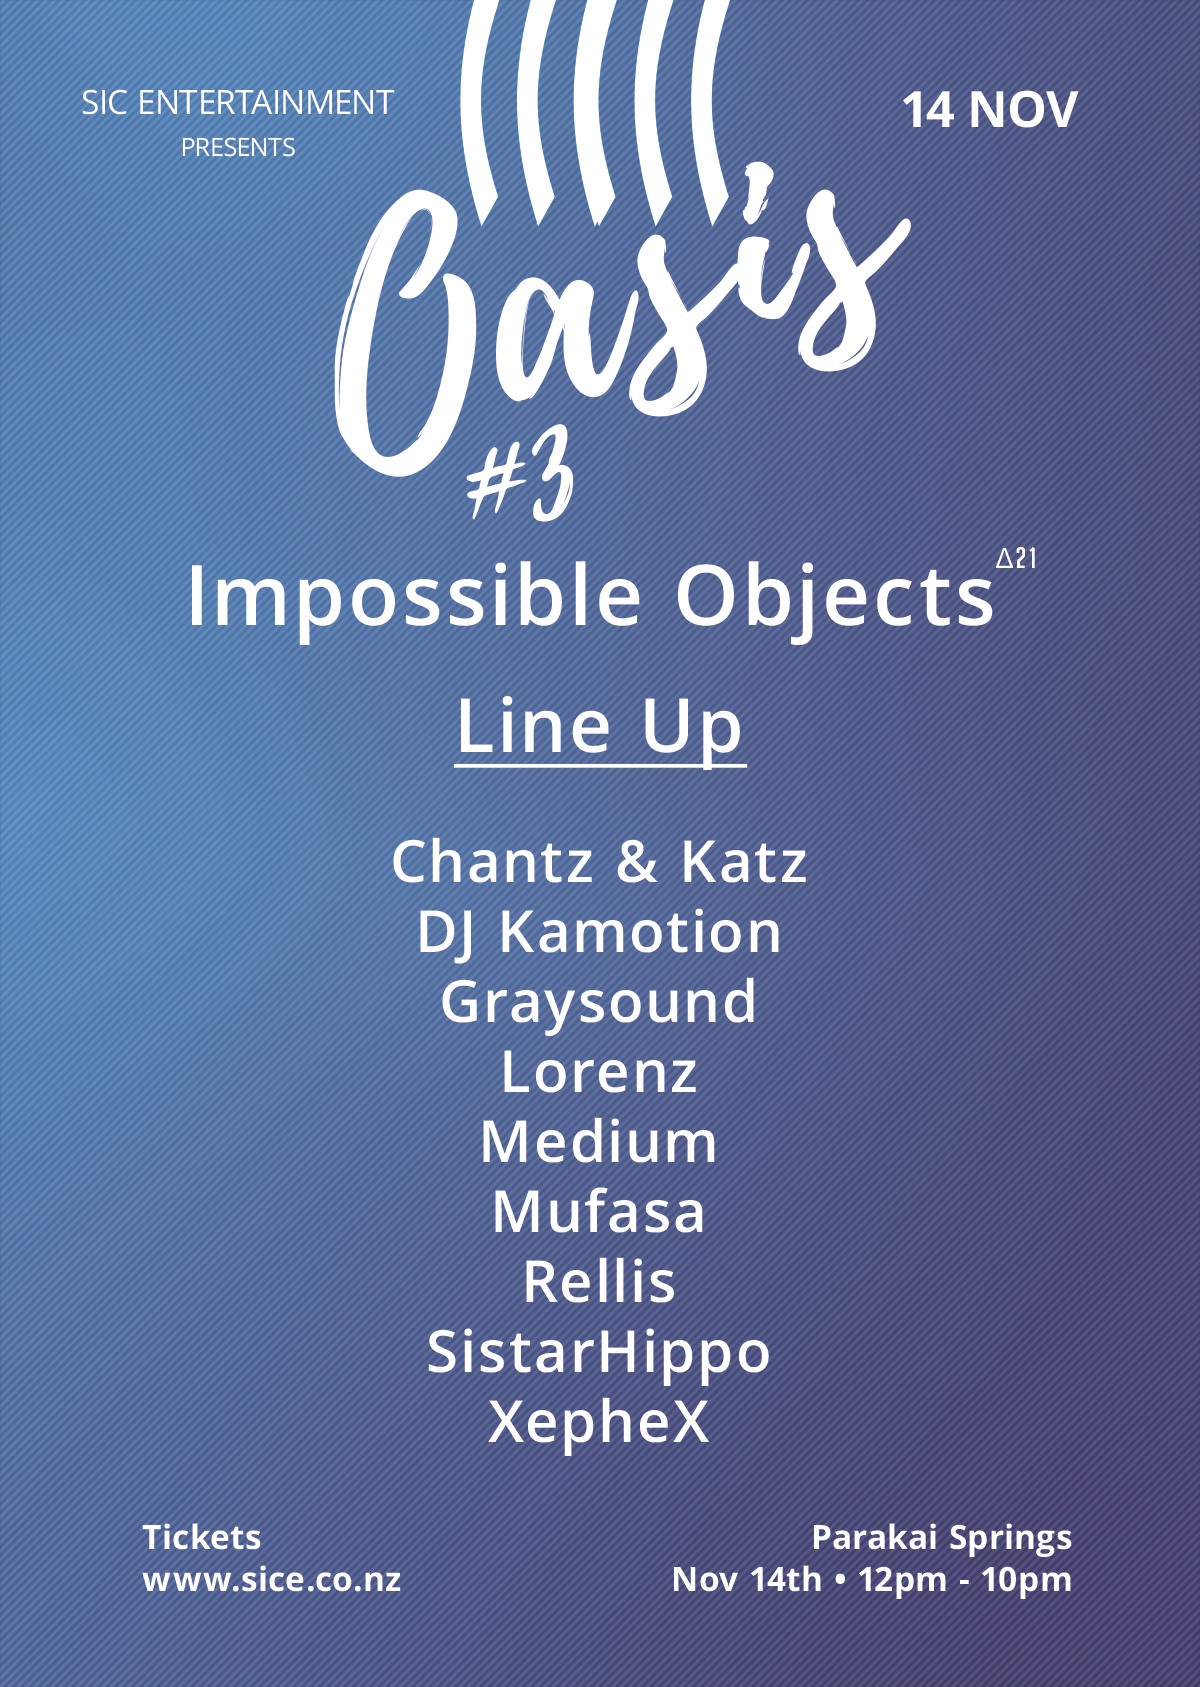 SIC ENTERTAINMENT
PRESENTS
14 NOV
Oasis
#3
Impossible Objects
Δ21
Line Up
Chantz & Katz
DJ Kamotion
Graysound
Lorenz
Medium
Mufasa
Rellis
SistarHippo
XepheX
Tickets
www.sice.co.nz
Parakai Springs
Nov 14th • 12pm - 10pm